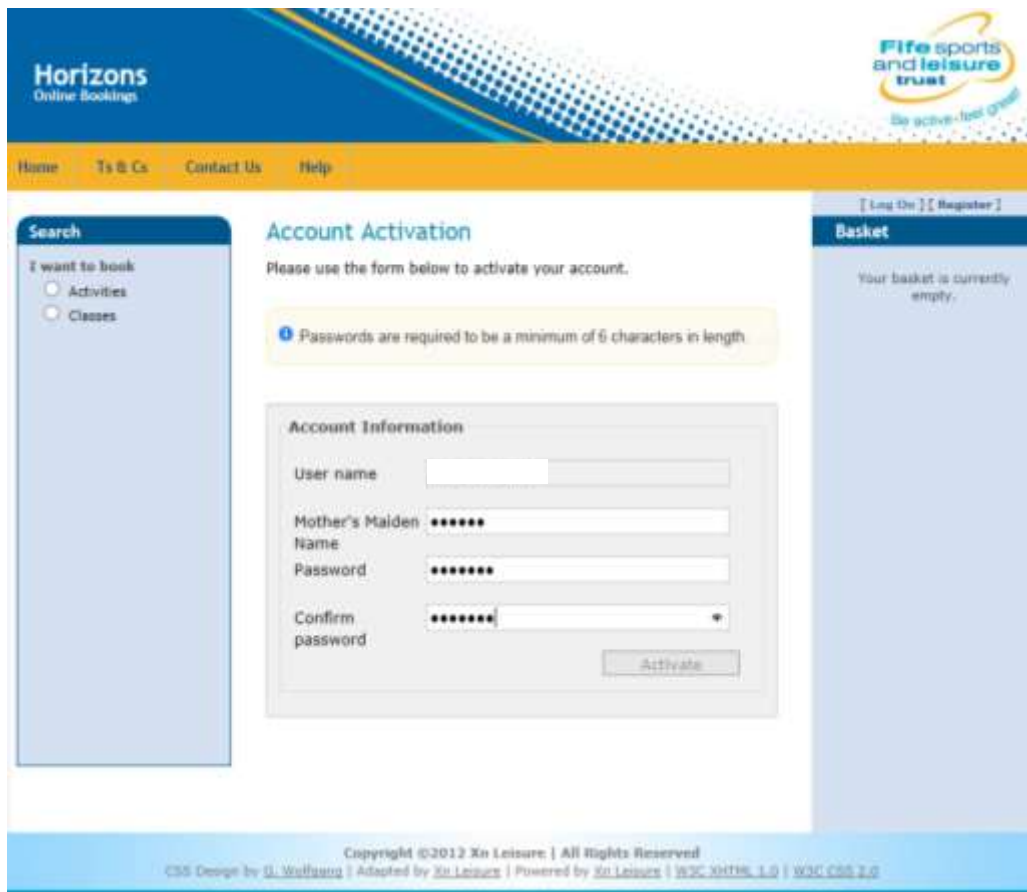 Horizons
Online Bookings
Fife sports
and leisure
trust
Be active-feel great!
Home Ts & Cs Contact Us Help
[ Log On ] [ Register ]
Search
I want to book
Activities
Classes
Account Activation
Please use the form below to activate your account.
Passwords are required to be a minimum of 6 characters in length
Account Information
User name
Mother's Maiden
Name
Password
Confirm
password
Activate
Basket
Your basket is currently
empty.
Copyright ©2012 Xn Leisure | All Rights Reserved
CSS Design by G. Wolfgang | Adapted by Xn Leisure | Powered by Xn Leisure | W3C XHTML 1.0 | W3C CSS 2.0